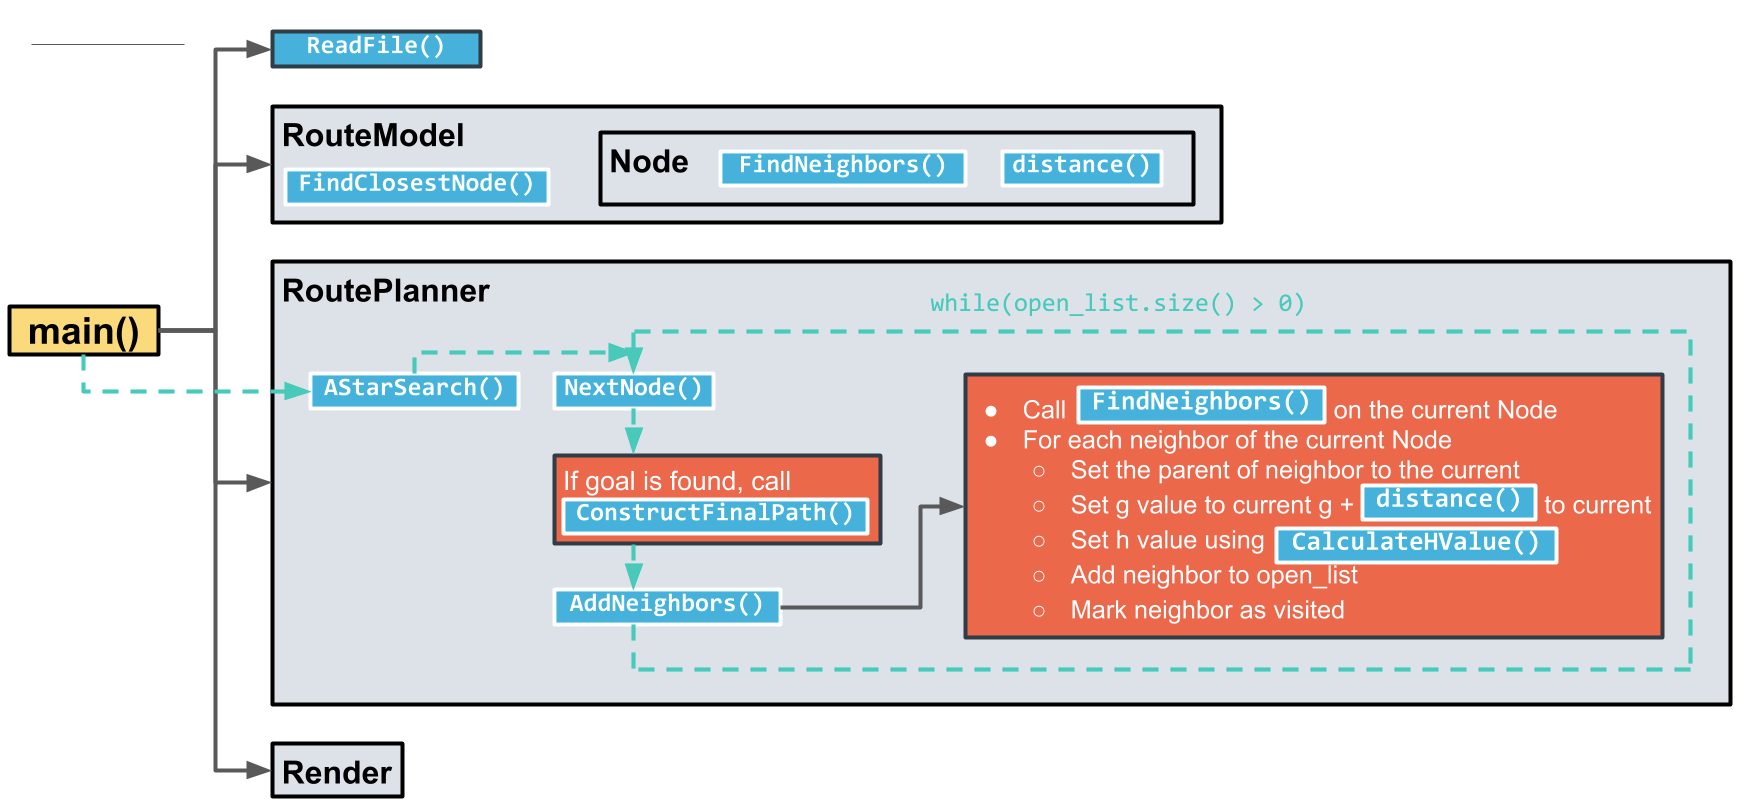 ReadFile()
RouteModel
FindClosestNode()
Node
FindNeighbors()
distance()
main()
RoutePlanner
while(open_list.size() > 0)
AStarSearch()
NextNode()
If goal is found, call
ConstructFinalPath()
AddNeighbors()
● Call FindNeighbors() on the current Node
● For each neighbor of the current Node
○ Set the parent of neighbor to the current
○ Set g value to current g + distance() to current
○ Set h value using CalculateHValue()
○ Add neighbor to open_list
○ Mark neighbor as visited
Render